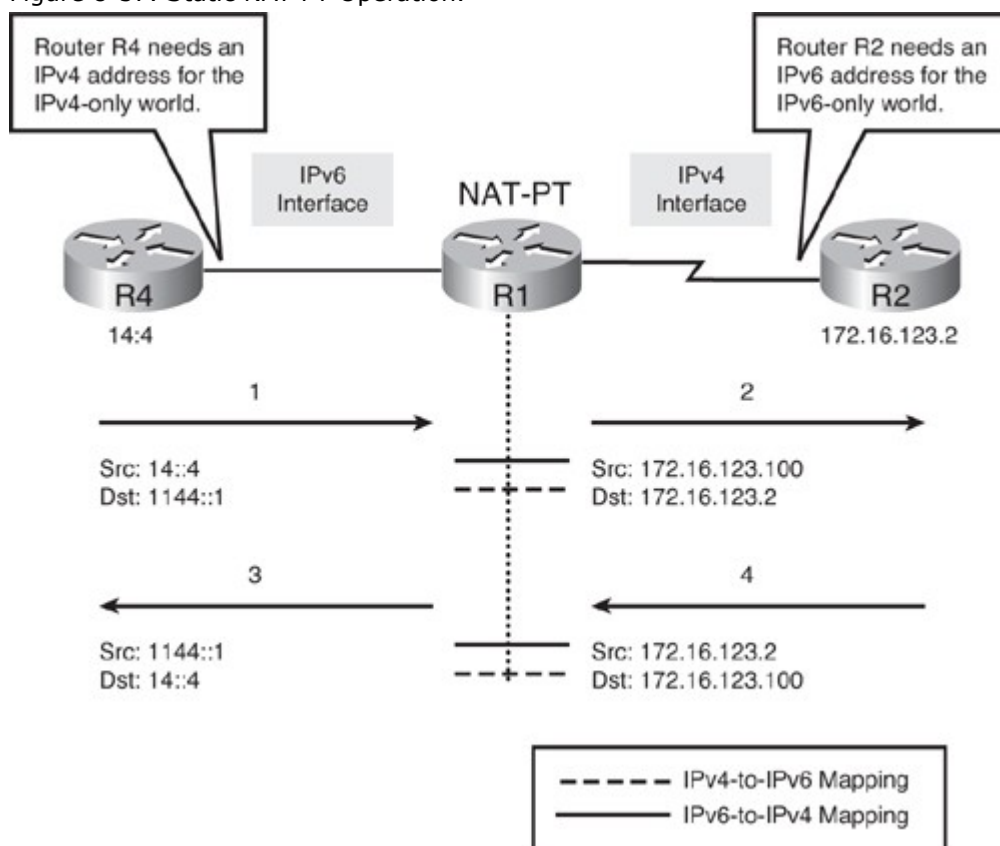 Router R4 needs an
IPv4 address for the
IPv4-only world.
Router R2 needs an
IPv6 address for the
IPv6-only world.
IPv6
Interface
NAT-PT
IPv4
Interface
R4
R1
R2
14:4
172.16.123.2
1
2
Src: 14::4
Dst: 1144::1
Src: 172.16.123.100
Dst: 172.16.123.2
3
4
Src: 1144::1
Dst: 14::4
Src: 172.16.123.2
Dst: 172.16.123.100
IPv4-to-IPv6 Mapping
IPv6-to-IPv4 Mapping